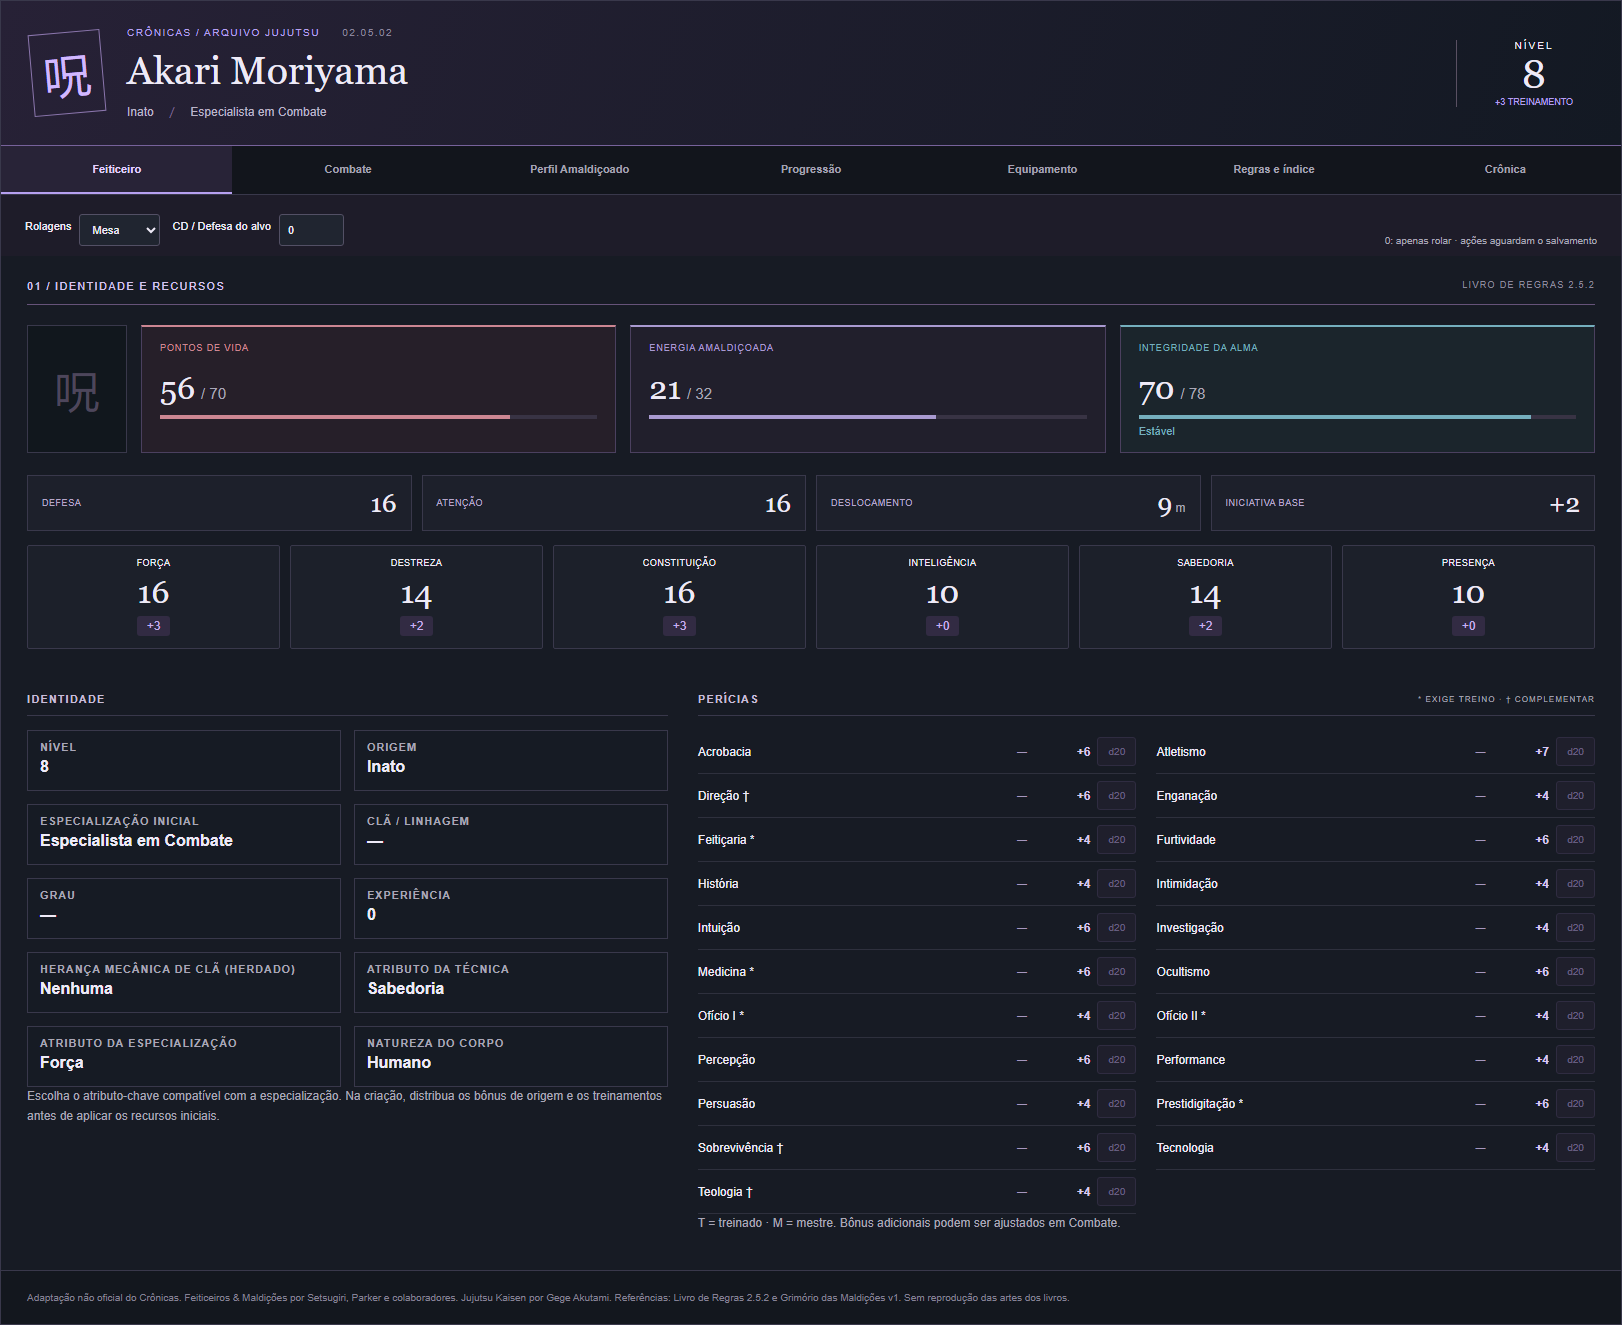 呪
CRÔNICAS / ARQUIVO JUJUTSU 02.05.02
Akari Moriyama
Inato / Especialista em Combate
NÍVEL
8
+3 TREINAMENTO
Feiticeiro Combate Perfil Amaldiçoado Progressão Equipamento Regras e índice Crônica
Rolagens Mesa CD / Defesa do alvo 0
0: apenas rolar · ações aguardam o salvamento
01 / IDENTIDADE E RECURSOS LIVRO DE REGRAS 2.5.2
呪
PONTOS DE VIDA
56 / 70
ENERGIA AMALDIÇOADA
21 / 32
INTEGRIDADE DA ALMA
70 / 78
Estável
DEFESA 16
ATENÇÃO 16
DESLOCAMENTO 9 m
INICIATIVA BASE +2
FORÇA
16
+3
DESTREZA
14
+2
CONSTITUIÇÃO
16
+3
INTELIGÊNCIA
10
+0
SABEDORIA
14
+2
PRESENÇA
10
+0
IDENTIDADE
NÍVEL
8
ORIGEM
Inato
ESPECIALIZAÇÃO INICIAL
Especialista em Combate
CLÃ / LINHAGEM
—
GRAU
—
EXPERIÊNCIA
0
HERANÇA MECÂNICA DE CLÃ (HERDADO)
Nenhuma
ATRIBUTO DA TÉCNICA
Sabedoria
ATRIBUTO DA ESPECIALIZAÇÃO
Força
NATUREZA DO CORPO
Humano
Escolha o atributo-chave compatível com a especialização. Na criação, distribua os bônus de origem e os treinamentos
antes de aplicar os recursos iniciais.
PERÍCIAS * EXIGE TREINO · † COMPLEMENTAR
Acrobacia — +6 d20
Atletismo — +7 d20
Direção † — +6 d20
Enganação — +4 d20
Feitiçaria * — +4 d20
Furtividade — +6 d20
História — +4 d20
Intimidação — +4 d20
Intuição — +6 d20
Investigação — +4 d20
Medicina * — +6 d20
Ocultismo — +6 d20
Ofício I * — +4 d20
Ofício II * — +4 d20
Percepção — +6 d20
Performance — +4 d20
Persuasão — +4 d20
Prestidigitação * — +6 d20
Sobrevivência † — +6 d20
Tecnologia — +4 d20
Teologia † — +4 d20
T = treinado · M = mestre. Bônus adicionais podem ser ajustados em Combate.
Adaptação não oficial do Crônicas. Feiticeiros & Maldições por Setsugiri, Parker e colaboradores. Jujutsu Kaisen por Gege Akutami. Referências: Livro de Regras 2.5.2 e Grimório das Maldições v1. Sem reprodução das artes dos livros.